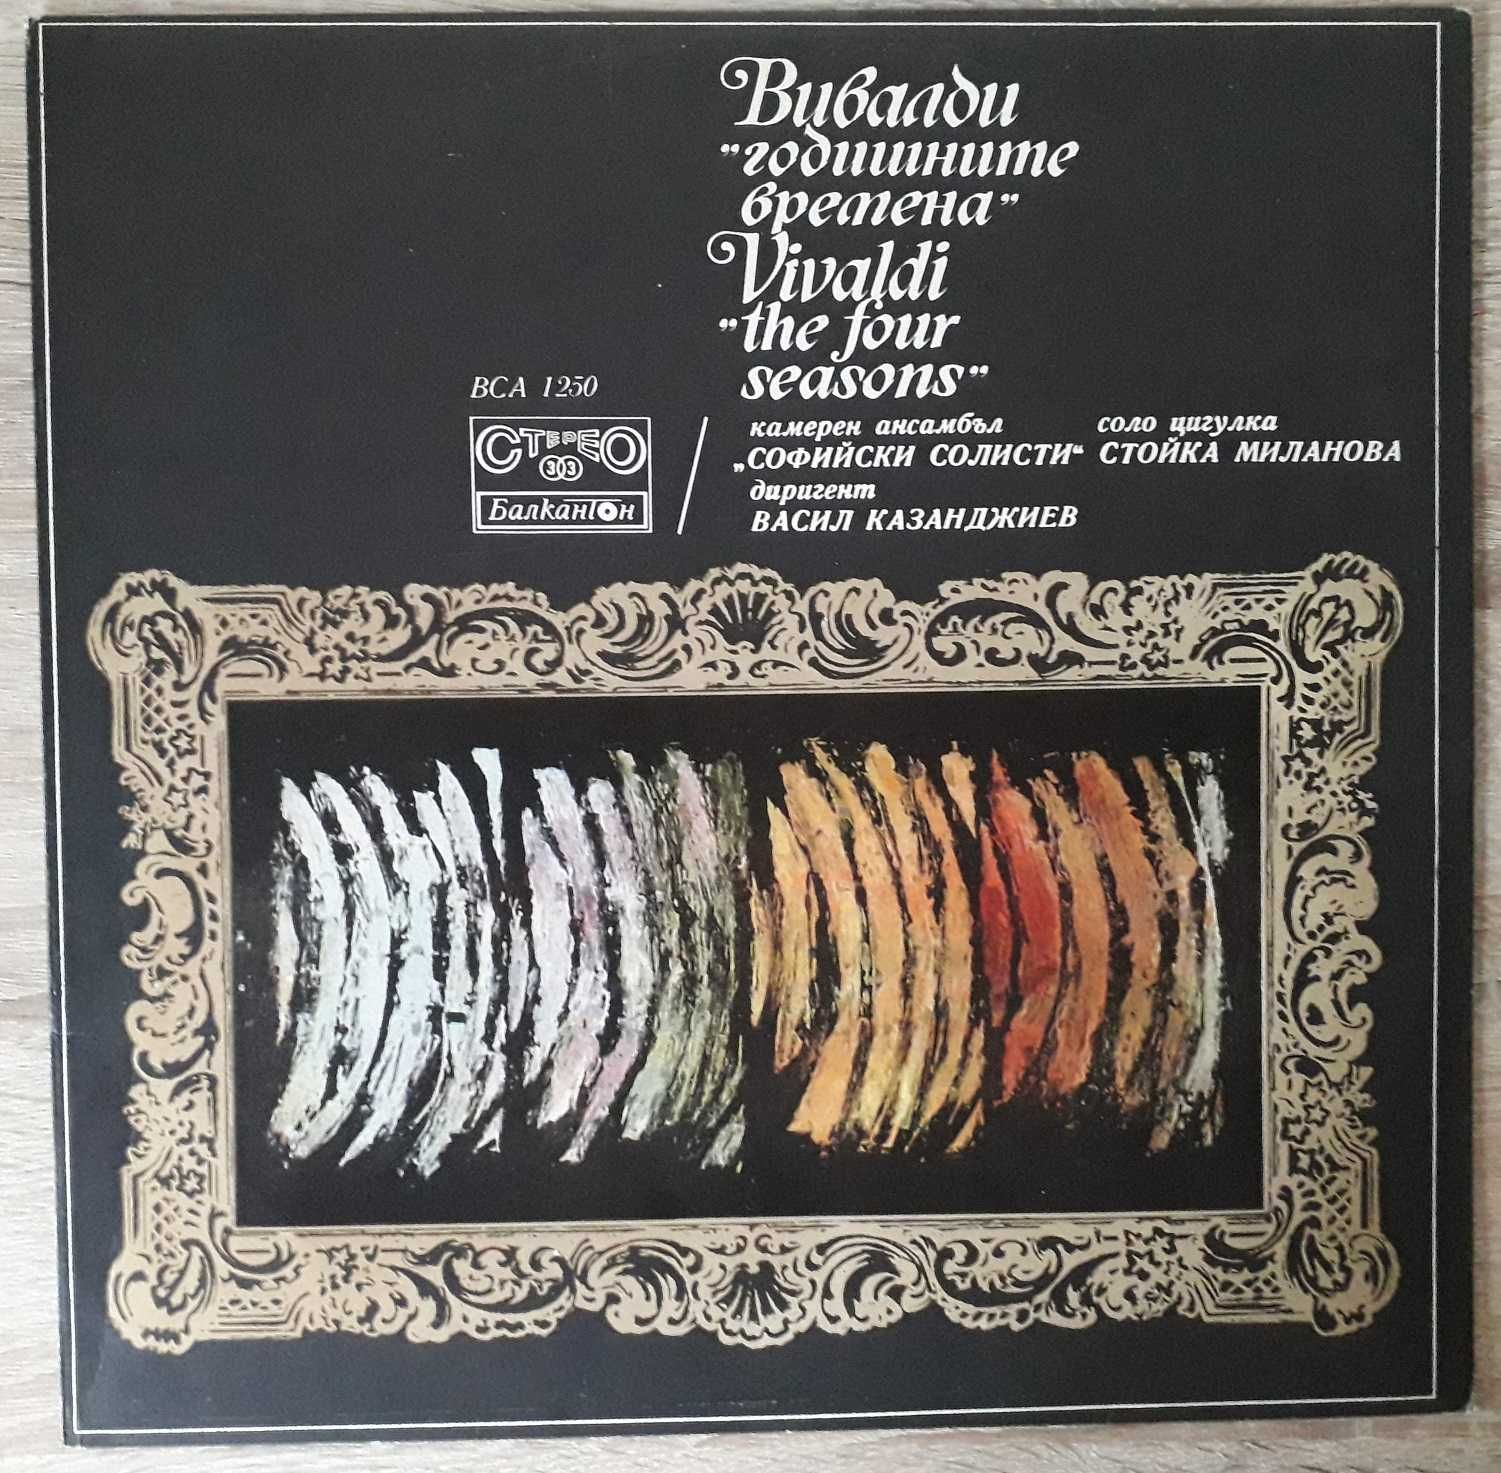 Вивалди
„годишните
времена”
Vivaldi
„the four
seasons”
ВСА 1250
СТЕРЕО
33
Балкантон
камерен ансамбъл
„СОФИЙСКИ СОЛИСТИ“
диригент
ВАСИЛ КАЗАНДЖИЕВ
соло цигулка
СТОЙКА МИЛАНОВА